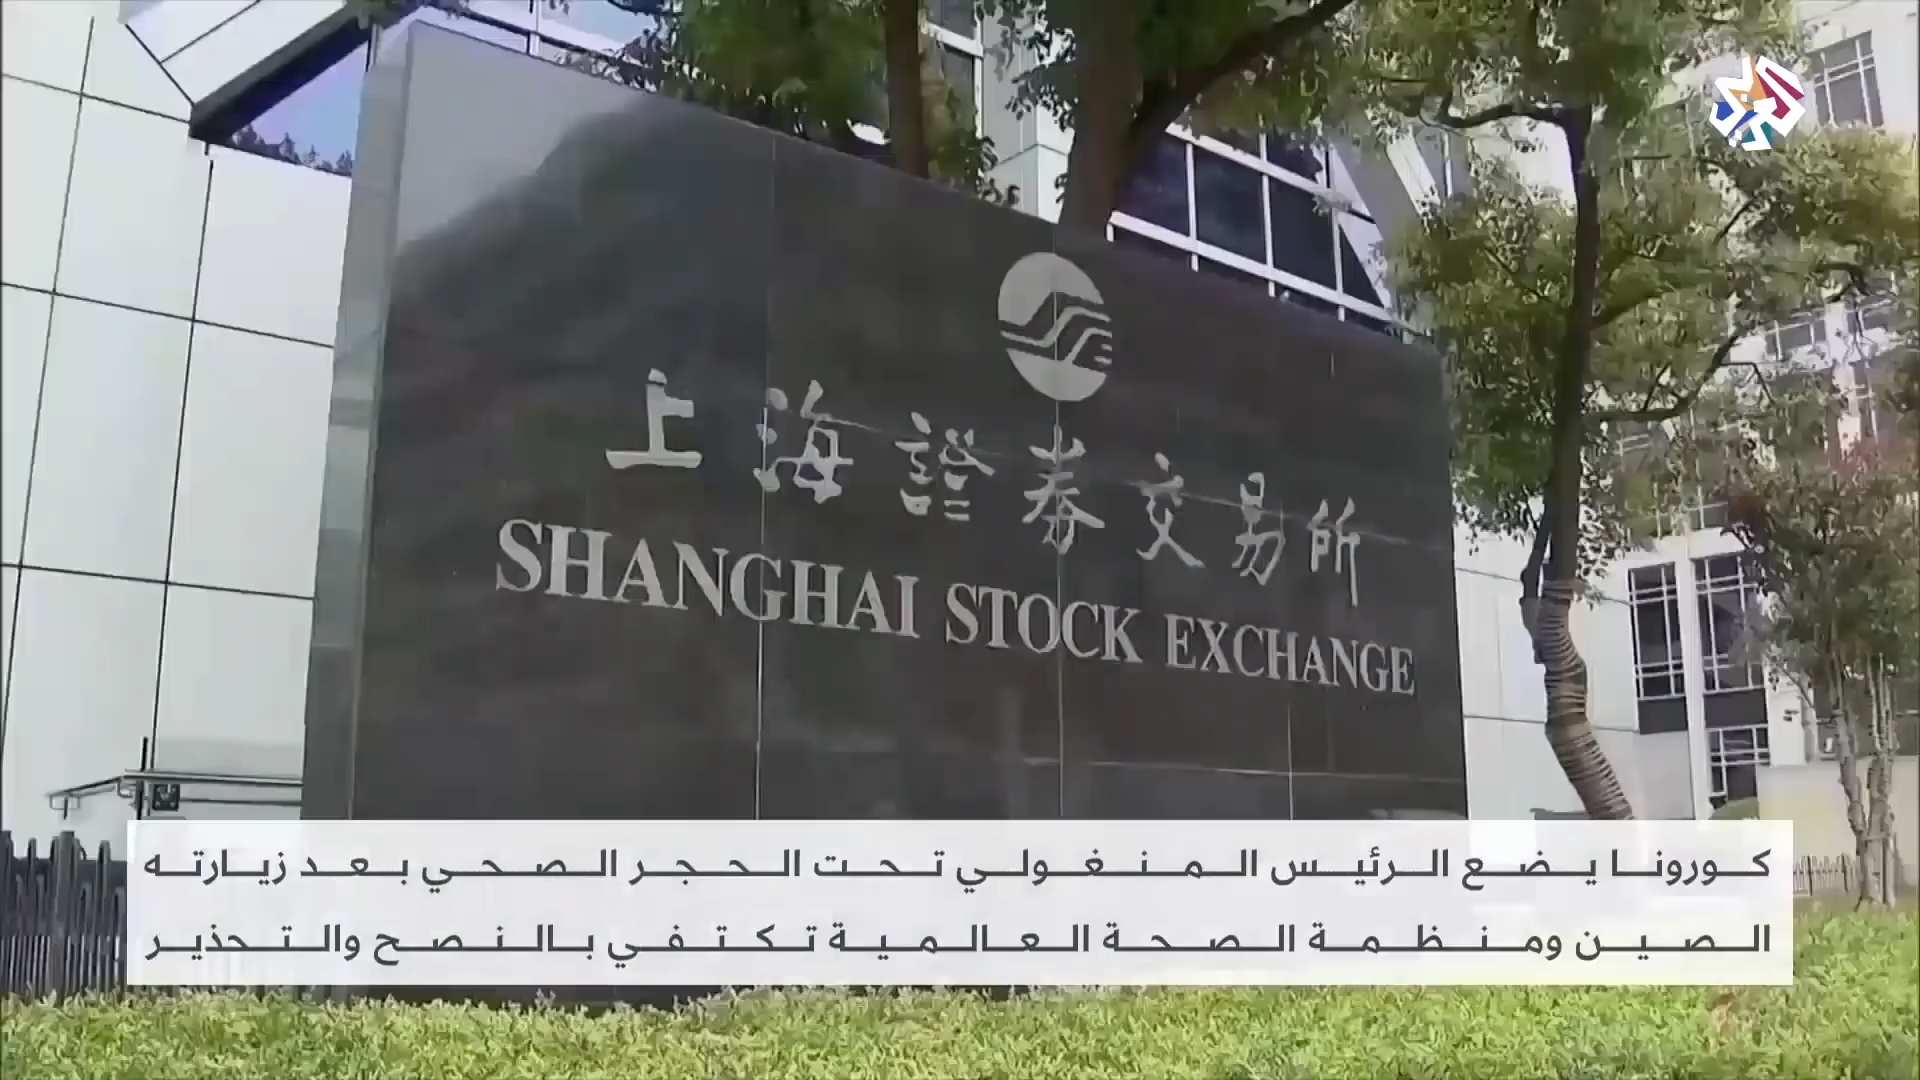 上海證券交易所
SHANGHAI STOCK EXCHANGE
كورونا يضع الرئيس المنغولي تحت الحجر الصحي بعد زيارته
الصين ومنظمة الصحة العالمية تكتفي بالنصح والتحذير